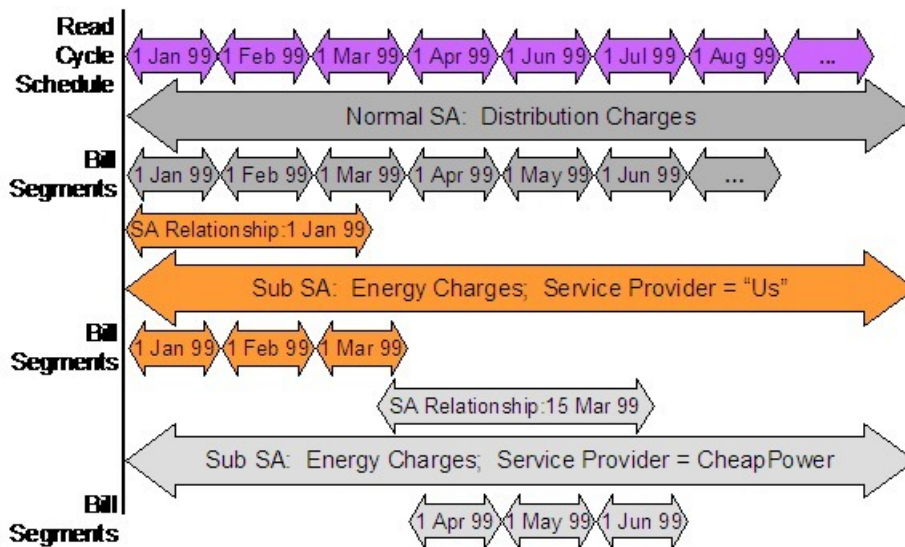 Read
Cycle
Schedule
1 Jan 99 1 Feb 99 1 Mar 99 1 Apr 99 1 Jun 99 1 Jul 99 1 Aug 99 ...
Normal SA: Distribution Charges
Bill
Segments
1 Jan 99 1 Feb 99 1 Mar 99 1 Apr 99 1 May 99 1 Jun 99 ...
SA Relationship:1 Jan 99
Sub SA: Energy Charges; Service Provider = “Us”
Bill
Segments
1 Jan 99 1 Feb 99 1 Mar 99
SA Relationship:15 Mar 99
Sub SA: Energy Charges; Service Provider = CheapPower
Bill
Segments
1 Apr 99 1 May 99 1 Jun 99